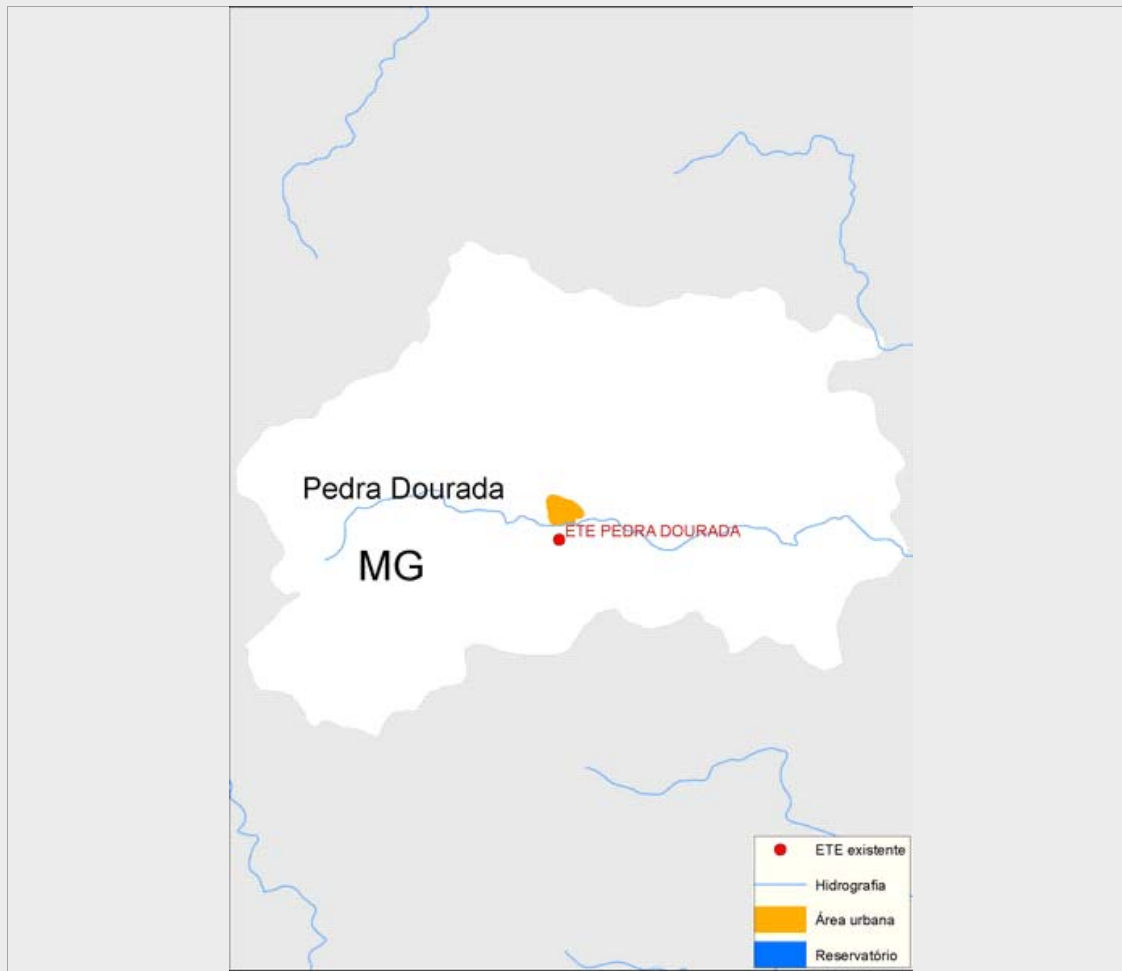 Pedra Dourada
ETE PEDRA DOURADA
MG
ETE existente
Hidrografia
Área urbana
Reservatório